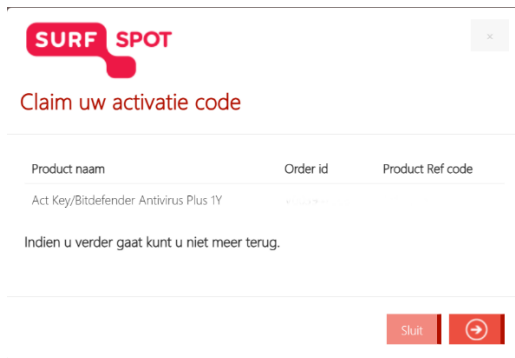 SURF SPOT
×
Claim uw activatie code
Product naam Order id Product Ref code
Act Key/Bitdefender Antivirus Plus 1Y
Indien u verder gaat kunt u niet meer terug.
Sluit